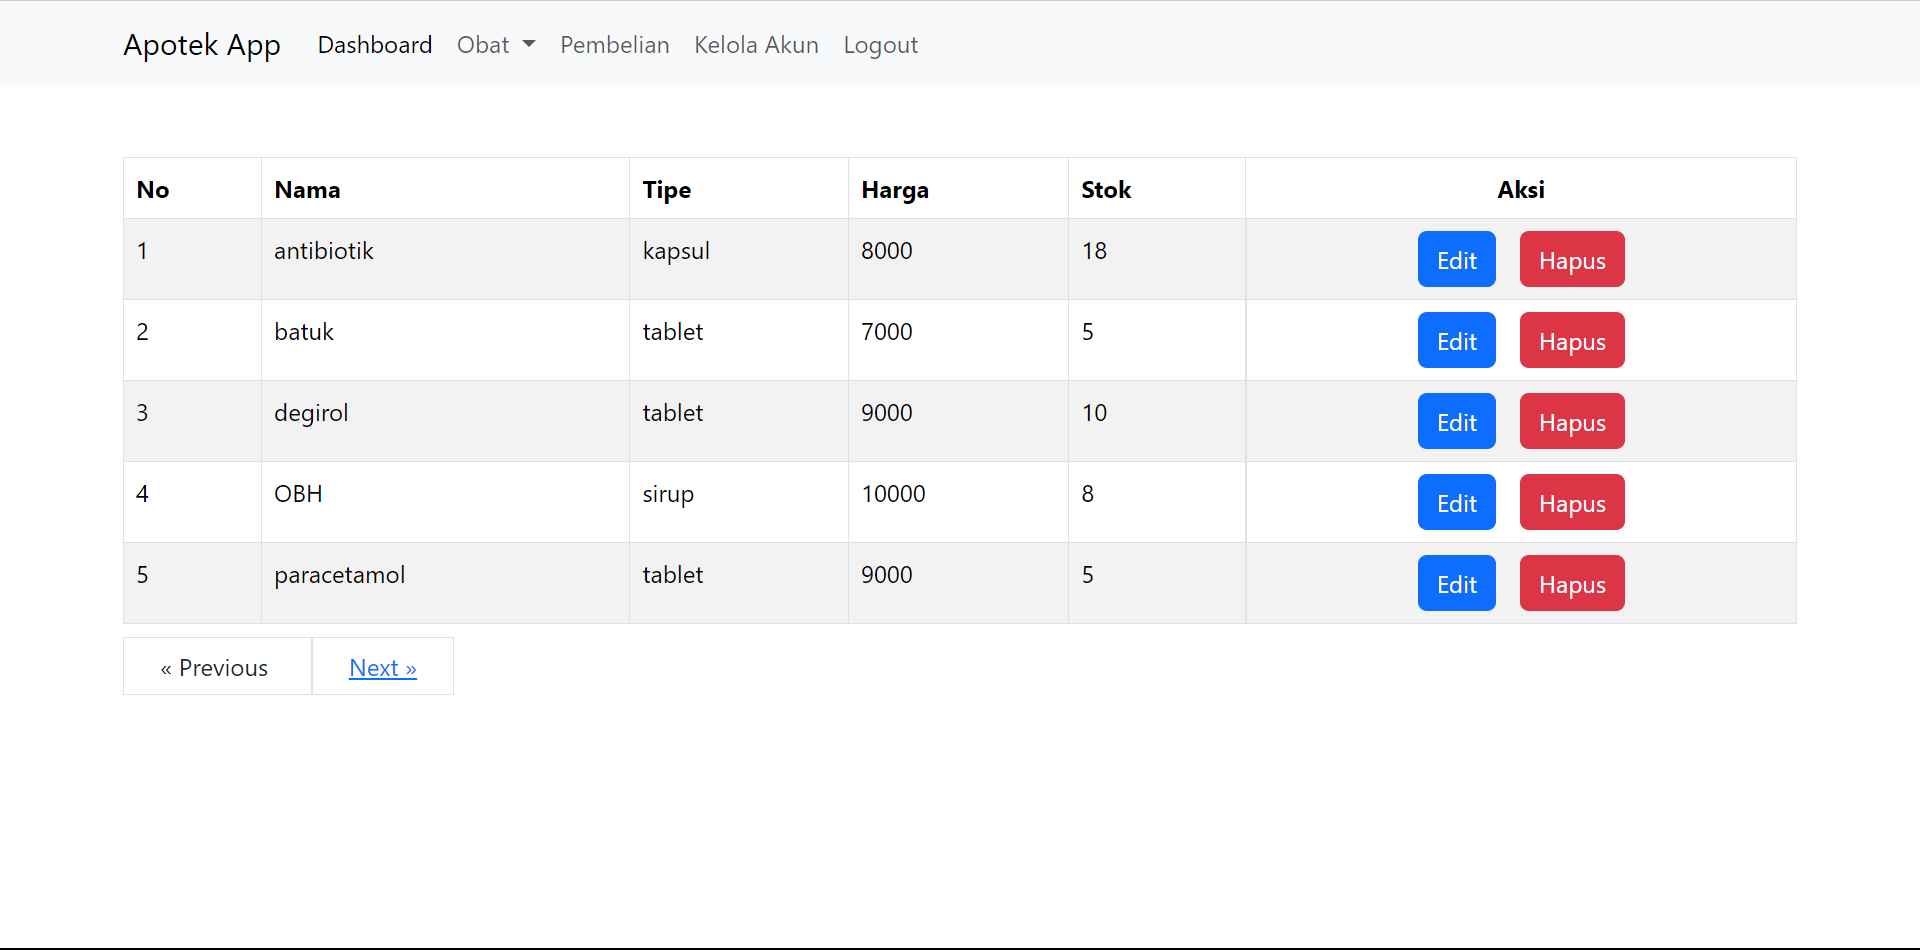 Apotek App Dashboard Obat Pembelian Kelola Akun Logout
No Nama Tipe Harga Stok Aksi
1 antibiotik kapsul 8000 18 Edit Hapus
2 batuk tablet 7000 5 Edit Hapus
3 degirol tablet 9000 10 Edit Hapus
4 OBH sirup 10000 8 Edit Hapus
5 paracetamol tablet 9000 5 Edit Hapus
« Previous Next »